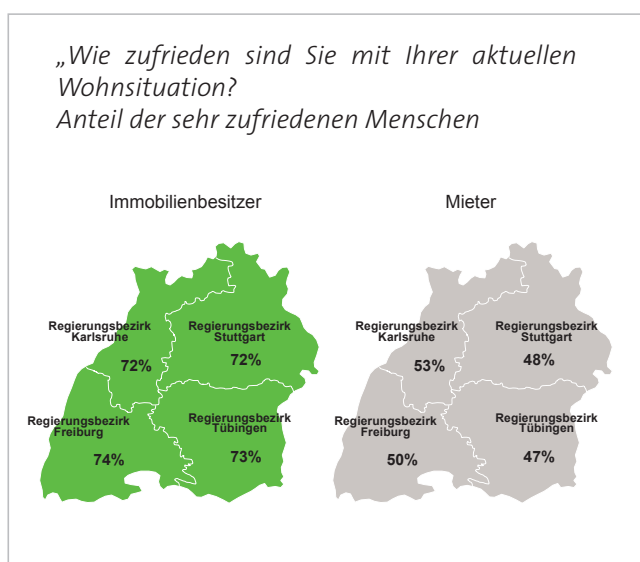 „Wie zufrieden sind Sie mit Ihrer aktuellen
Wohnsituation?
Anteil der sehr zufriedenen Menschen
Immobilienbesitzer
Regierungsbezirk
Karlsruhe
72%
Regierungsbezirk
Stuttgart
72%
Regierungsbezirk
Freiburg
74%
Regierungsbezirk
Tübingen
73%
Mieter
Regierungsbezirk
Karlsruhe
53%
Regierungsbezirk
Stuttgart
48%
Regierungsbezirk
Freiburg
50%
Regierungsbezirk
Tübingen
47%